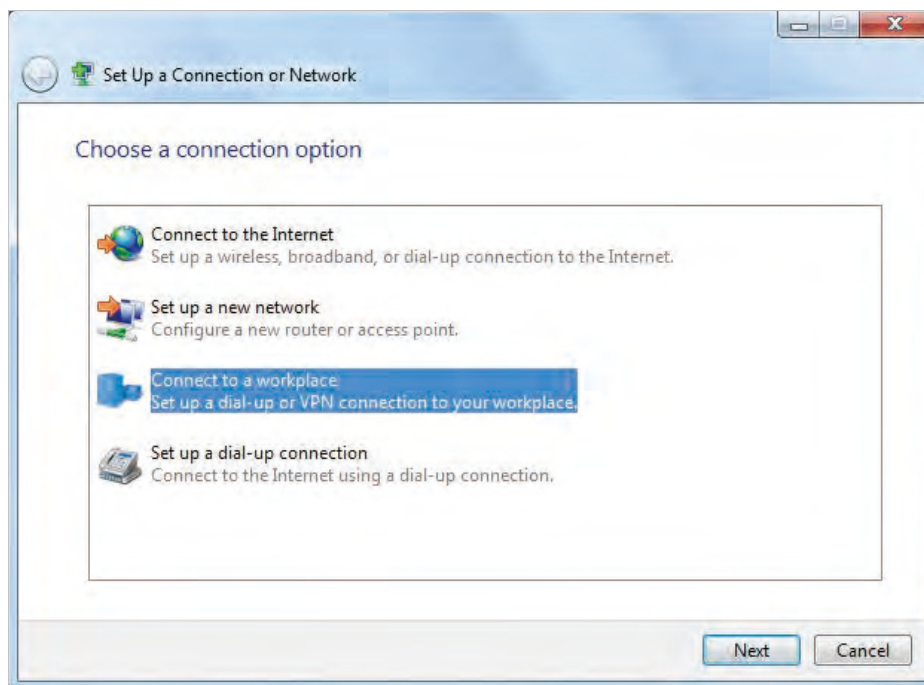 Set Up a Connection or Network
Choose a connection option
Connect to the Internet
Set up a wireless, broadband, or dial-up connection to the Internet.
Set up a new network
Configure a new router or access point.
Connect to a workplace
Set up a dial-up or VPN connection to your workplace.
Set up a dial-up connection
Connect to the Internet using a dial-up connection.
Next Cancel